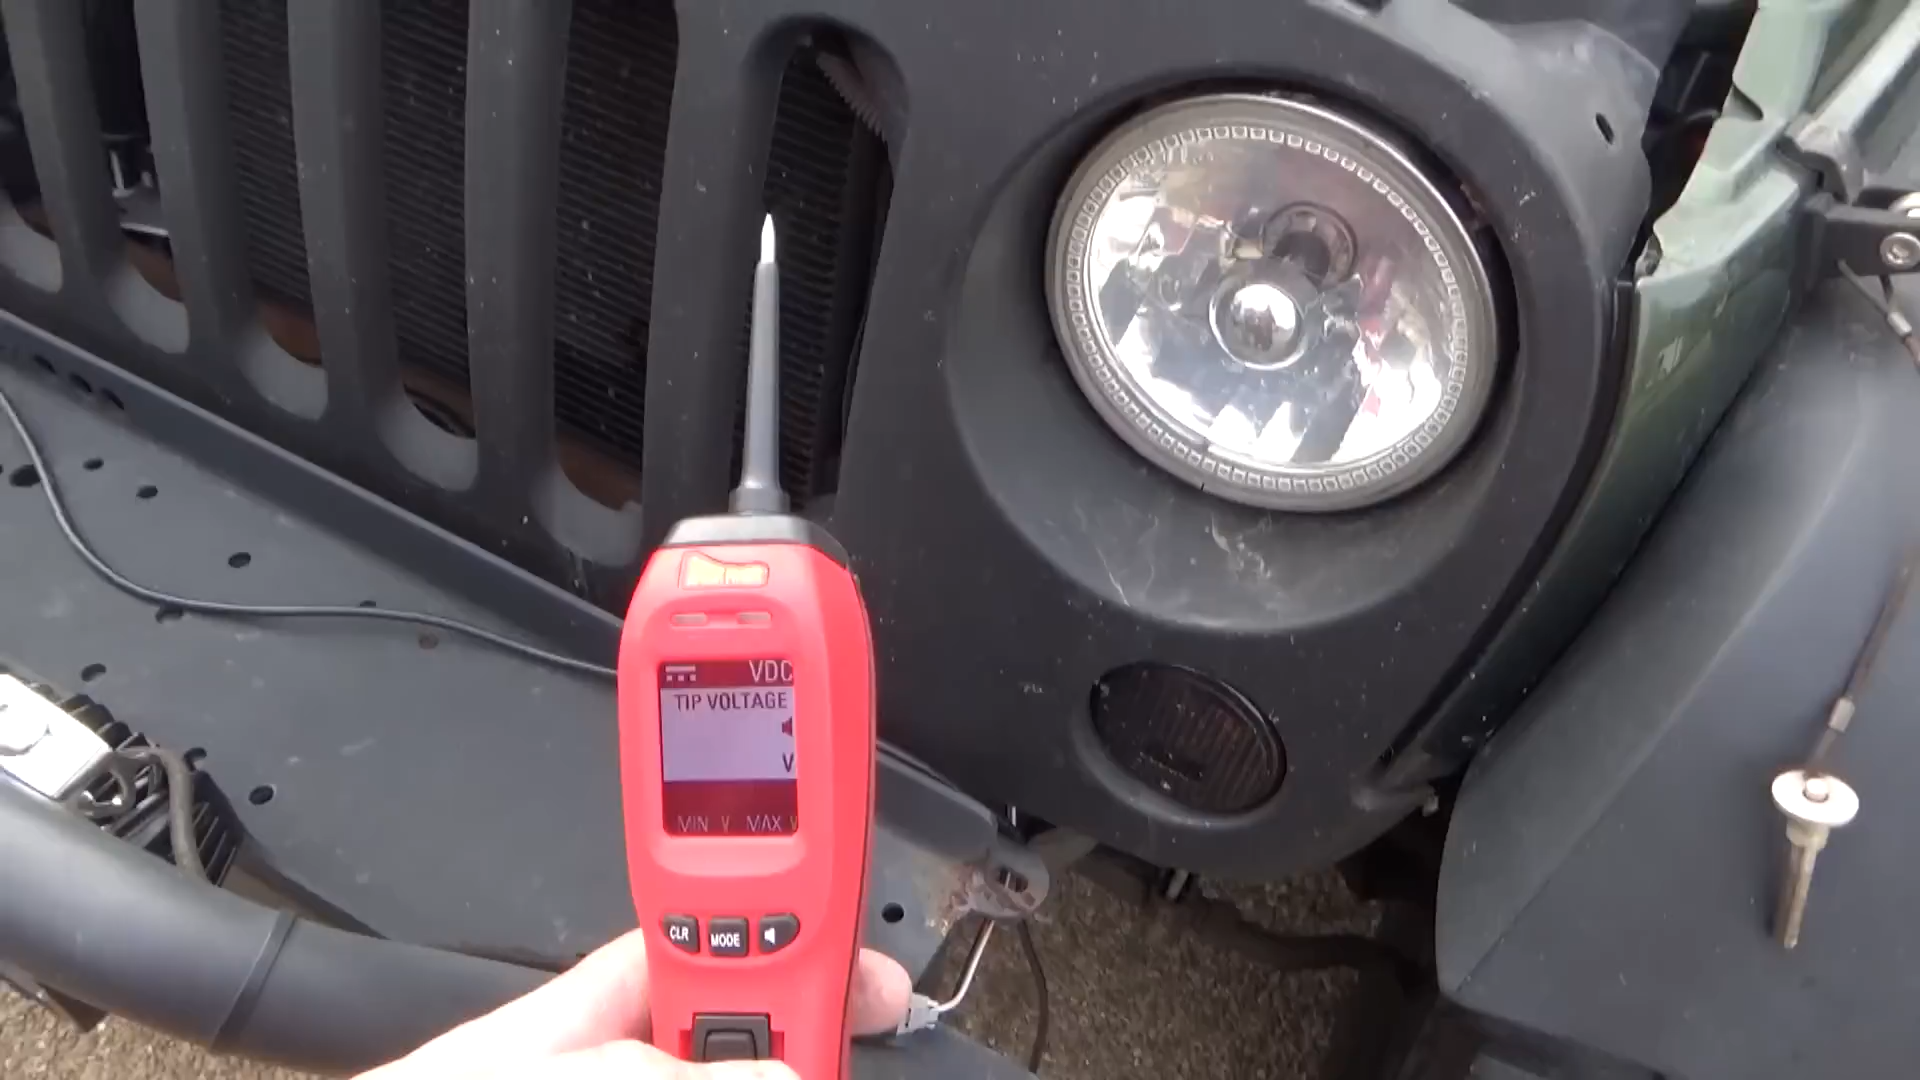 VDC
TIP VOLTAGE
V
MIN V MAX V
CLR MODE